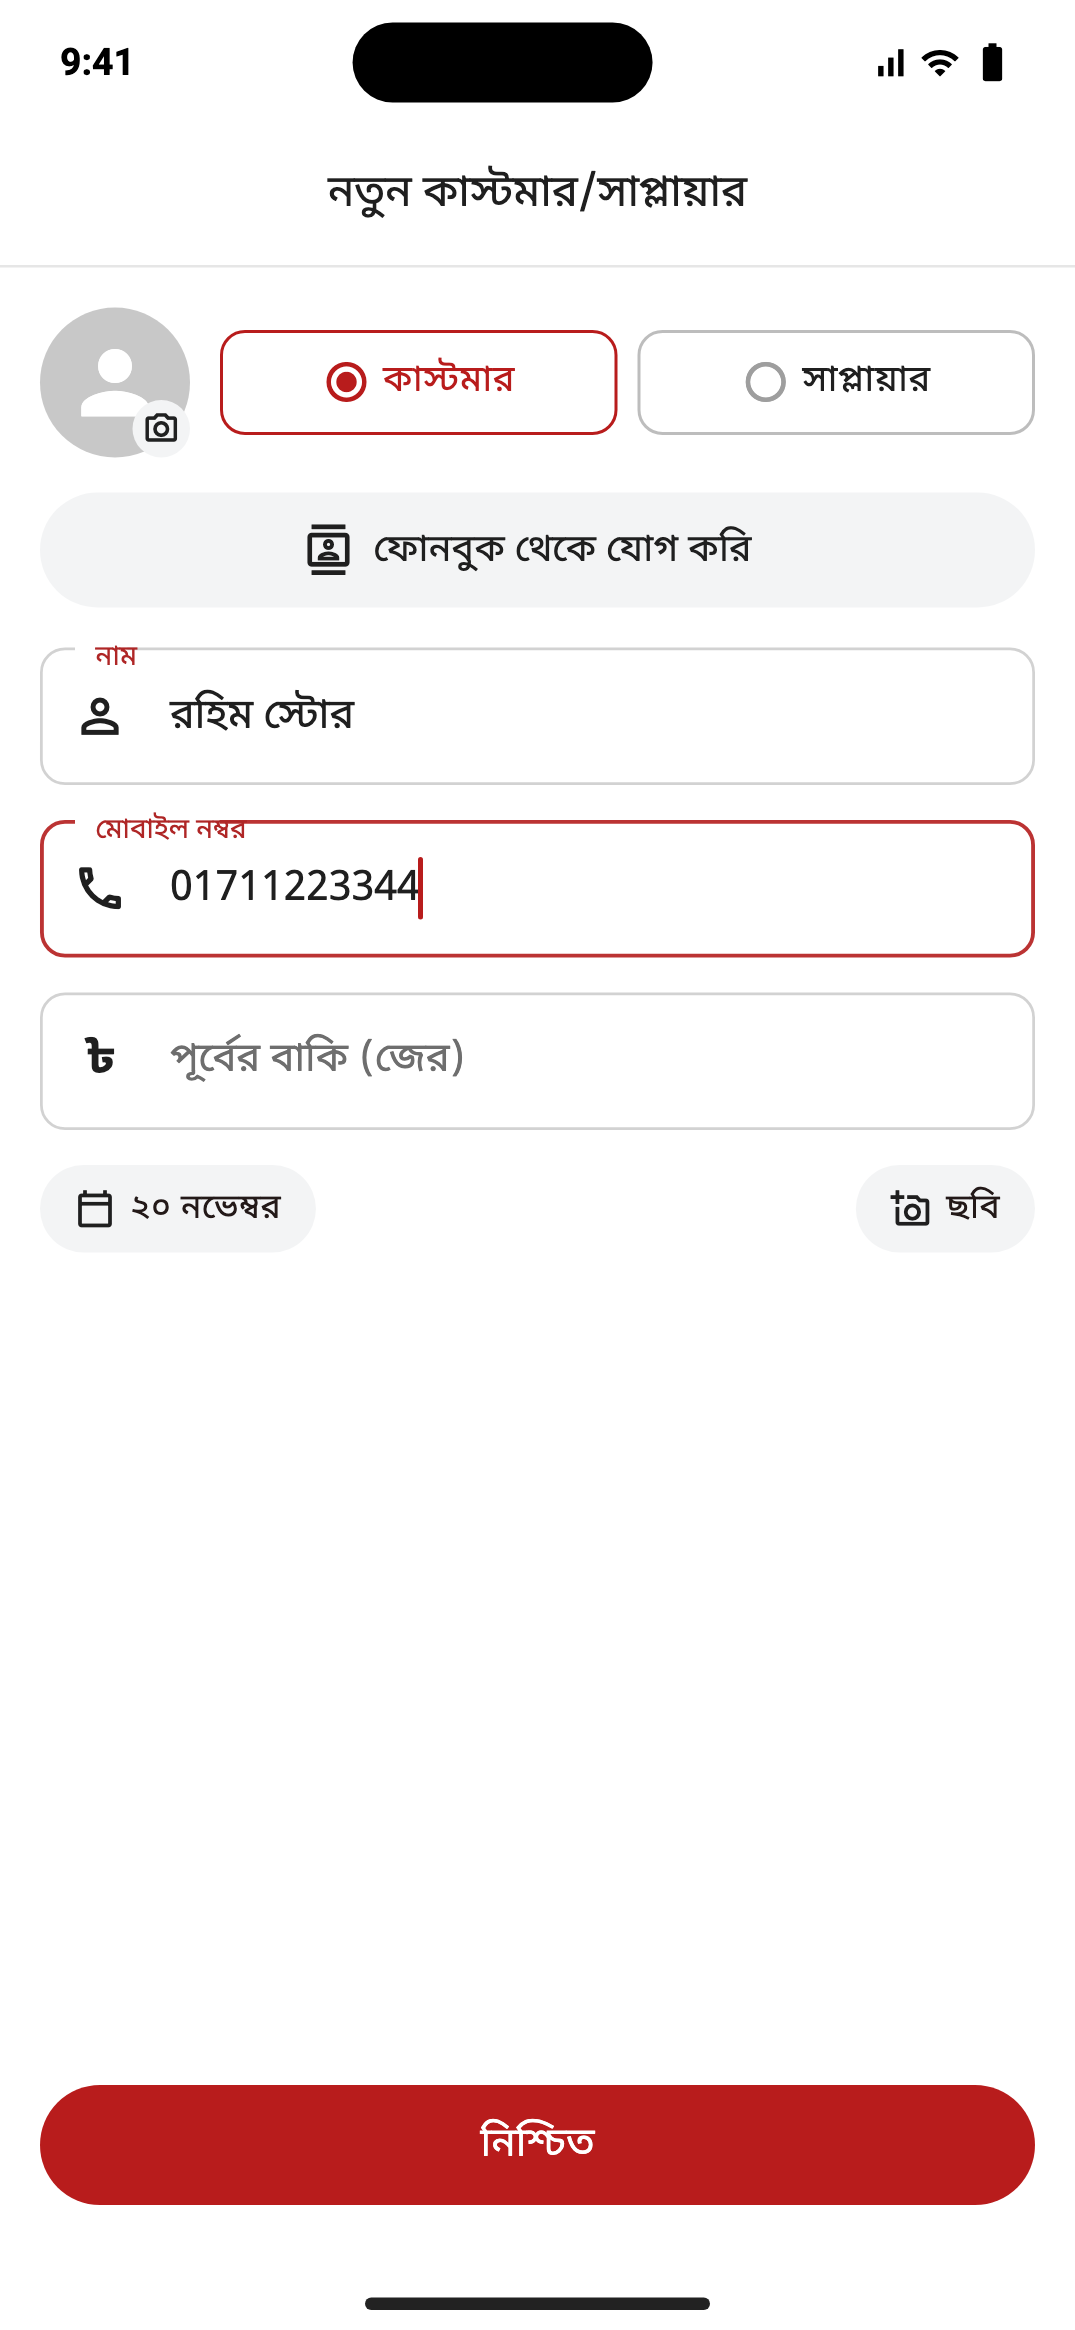 9:41
নতুন কাস্টমার/সাপ্লায়ার
কাস্টমার
সাপ্লায়ার
ফোনবুক থেকে যোগ করি
নাম
রহিম স্টোর
মোবাইল নম্বর
01711223344
৳ পূর্বের বাকি (জের)
২০ নভেম্বর
ছবি
নিশ্চিত